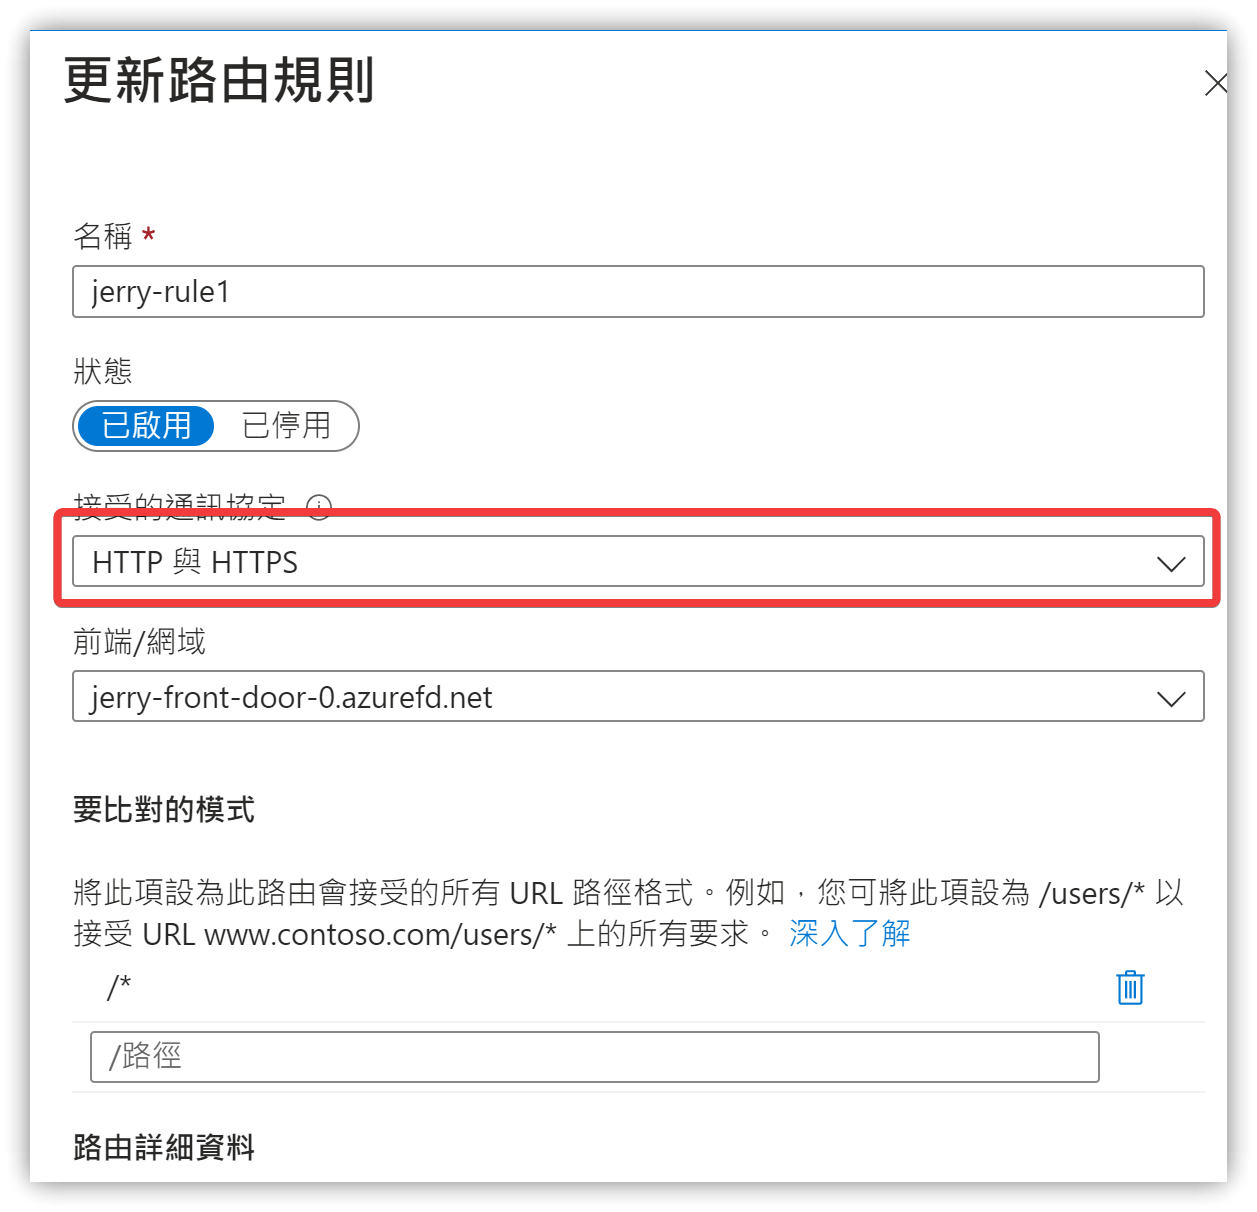 更新路由規則
名稱 *
jerry-rule1
狀態
已啟用 已停用
接受的通訊協定
HTTP 與 HTTPS
前端/網域
jerry-front-door-0.azurefd.net
要比對的模式
將此項設為此路由會接受的所有 URL 路徑格式。例如，您可將此項設為 /users/* 以
接受 URL www.contoso.com/users/* 上的所有要求。 深入了解
/*
/路徑
路由詳細資料